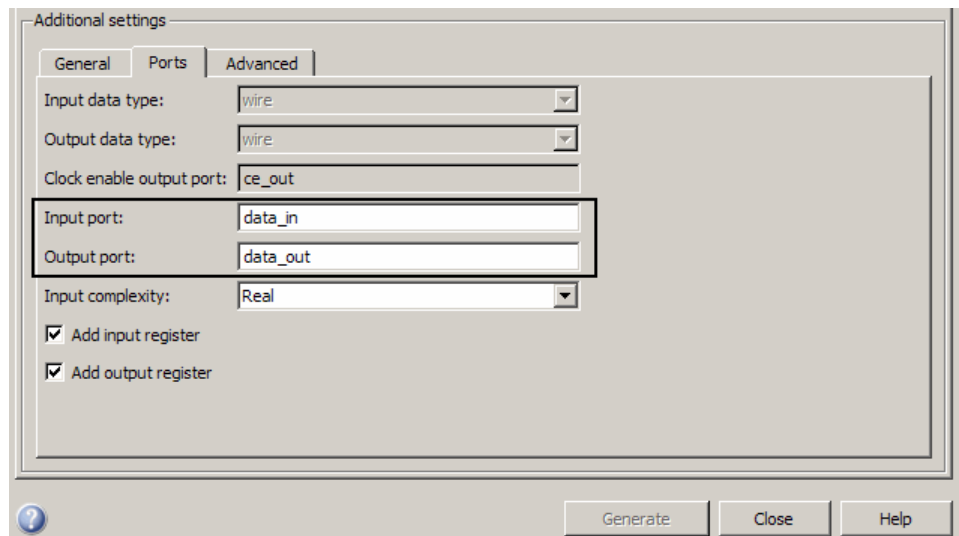 Additional settings
General Ports Advanced
Input data type: wire
Output data type: wire
Clock enable output port: ce_out
Input port: data_in
Output port: data_out
Input complexity: Real
Add input register
Add output register
? Generate Close Help